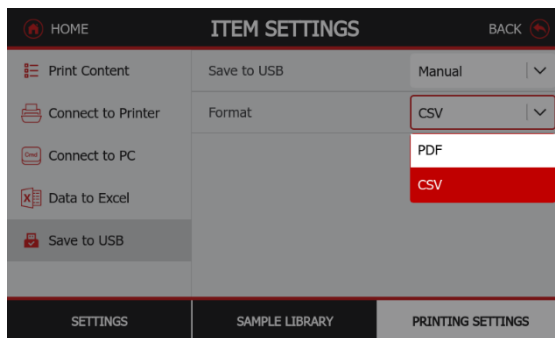 HOME
ITEM SETTINGS
BACK
Print Content
Save to USB
Manual
Connect to Printer
Format
CSV
Connect to PC
PDF
CSV
Data to Excel
Save to USB
SETTINGS
SAMPLE LIBRARY
PRINTING SETTINGS